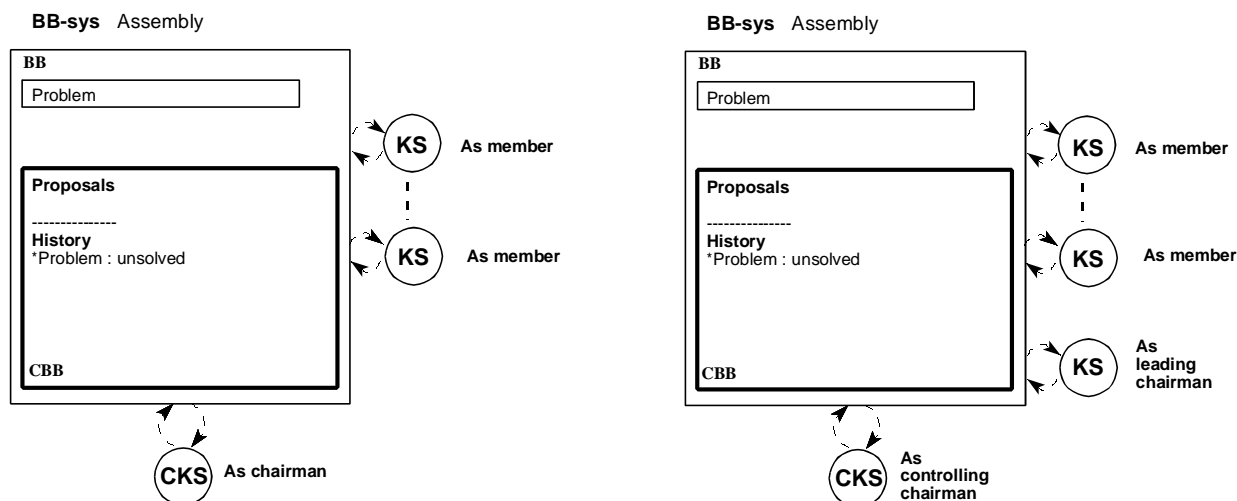 BB-sys Assembly
BB
Problem
KS As member
Proposals
---------------
History
*Problem : unsolved
KS As member
CBB
CKS As chairman
BB-sys Assembly
BB
Problem
KS As member
Proposals
---------------
History
*Problem : unsolved
KS As member
CBB
KS As
leading
chairman
CKS As
controlling
chairman